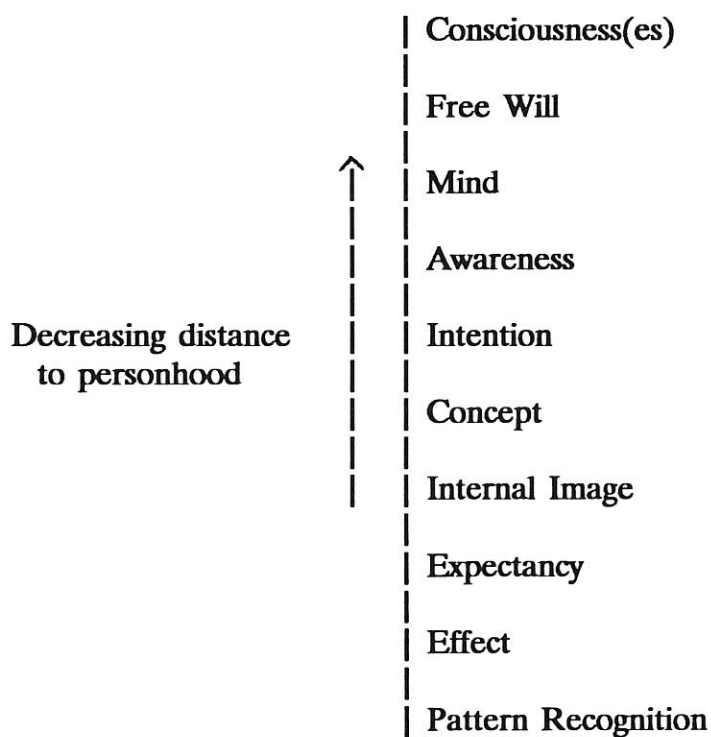 Consciousness(es)
Free Will
Mind
Awareness
Decreasing distance
to personhood
Intention
Concept
Internal Image
Expectancy
Effect
Pattern Recognition